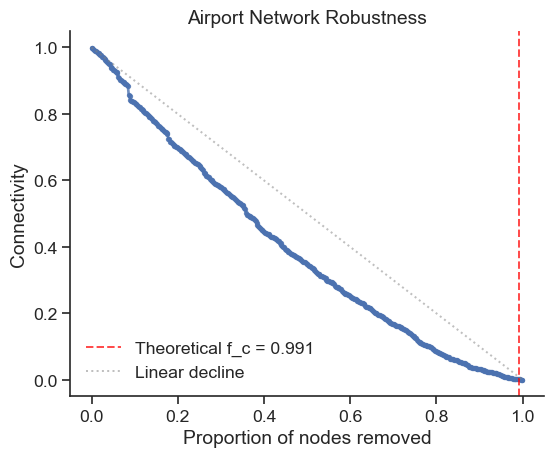 Airport Network Robustness
1.0
0.8
0.6
0.4
0.2
0.0
Connectivity
Theoretical f_c = 0.991
Linear decline
0.0 0.2 0.4 0.6 0.8 1.0
Proportion of nodes removed